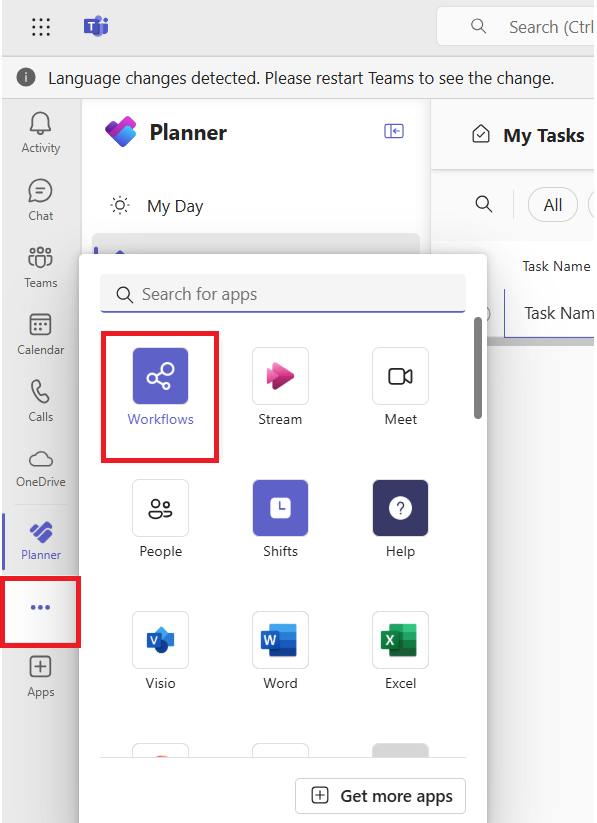 Search (Ctrl
Language changes detected. Please restart Teams to see the change.
Activity
Chat
Teams
Calendar
Calls
OneDrive
Planner
Apps
Planner
My Day
My Tasks
All
Task Name
Task Nam
Search for apps
Workflows
Stream
Meet
People
Shifts
Help
Visio
Word
Excel
Get more apps